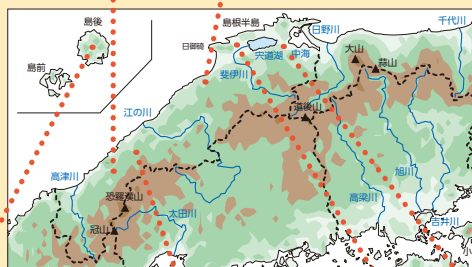 島後
島根半島
千代川
日野川
島前
日御碕
宍道湖
中海
大山
蒜山
斐伊川
江の川
道後山
高津川
旭川
恐羅漢山
高梁川
太田川
吉井川
冠山